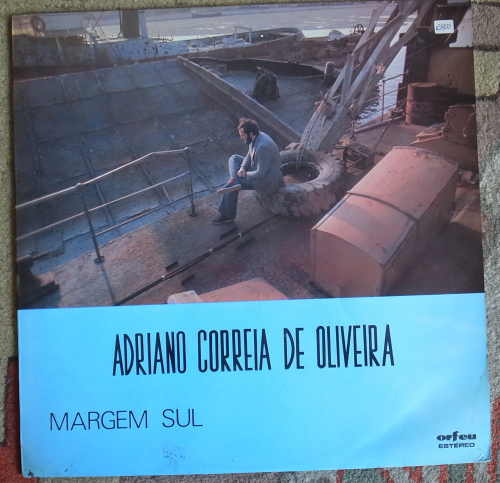 ADRIANO CORREIA DE OLIVEIRA
MARGEM SUL
orfeu
ESTÉREO